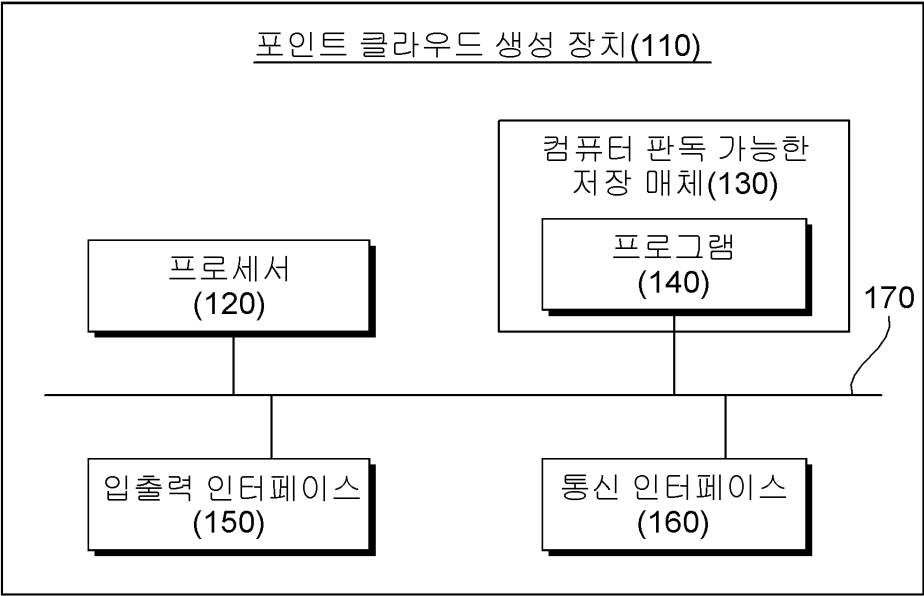 포인트 클라우드 생성 장치(110)
컴퓨터 판독 가능한
저장 매체(130)
프로세서
(120)
프로그램
(140)
170
입출력 인터페이스
(150)
통신 인터페이스
(160)